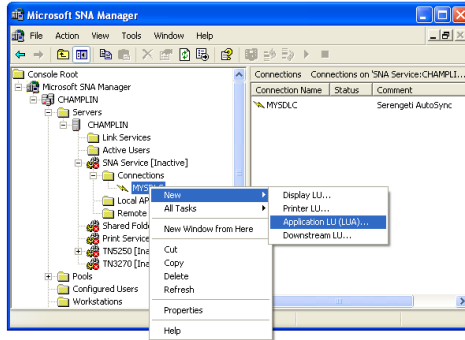 Microsoft SNA Manager
File Action View Tools Window Help
Console Root
Microsoft SNA Manager
CHAMPLIN
Servers
CHAMPLIN
Link Services
Active Users
SNA Service [Inactive]
Connections
MYSDLC
Local AP
Remote
Shared Folde
Print Service
TN5250 [Ina
TN3270 [Ina
Pools
Configured Users
Workstations
Connections Connections on 'SNA Service:CHAMPLI...
Connection Name Status Comment
MYSDLC Serengeti AutoSync
New
All Tasks
New Window from Here
Cut
Copy
Delete
Refresh
Properties
Help
Display LU...
Printer LU...
Application LU (LUA)...
Downstream LU...